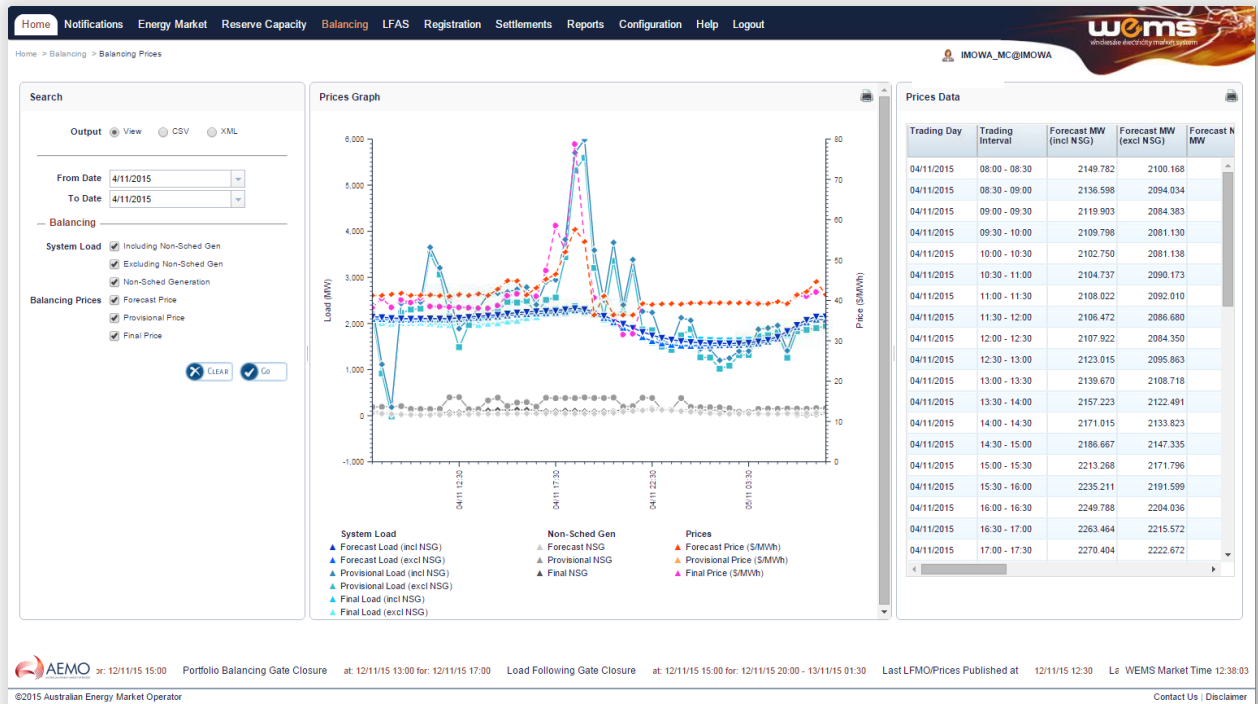 Home Notifications Energy Market Reserve Capacity Balancing LFAS Registration Settlements Reports Configuration Help Logout
wems
wholesale electricity market system
Home > Balancing > Balancing Prices
IMOWA_MC@IMOWA
Search
Output View CSV XML
From Date 4/11/2015
To Date 4/11/2015
Balancing
System Load Including Non-Sched Gen
Excluding Non-Sched Gen
Non-Sched Generation
Balancing Prices Forecast Price
Provisional Price
Final Price
CLEAR GO
Prices Graph
6,000
5,000
4,000
3,000
2,000
1,000
0
-1,000
Load (MW)
80
70
60
50
40
30
20
10
0
Price ($/MWh)
04/11 12:30
04/11 17:30
04/11 22:30
05/11 03:30
System Load
Forecast Load (incl NSG)
Forecast Load (excl NSG)
Provisional Load (incl NSG)
Provisional Load (excl NSG)
Final Load (incl NSG)
Final Load (excl NSG)
Non-Sched Gen
Forecast NSG
Provisional NSG
Final NSG
Prices
Forecast Price ($/MWh)
Provisional Price ($/MWh)
Final Price ($/MWh)
Prices Data
Trading Day Trading Interval Forecast MW (incl NSG) Forecast MW (excl NSG) Forecast N MW
04/11/2015 08:00 - 08:30 2149.782 2100.168
04/11/2015 08:30 - 09:00 2136.598 2094.034
04/11/2015 09:00 - 09:30 2119.903 2084.383
04/11/2015 09:30 - 10:00 2109.798 2081.130
04/11/2015 10:00 - 10:30 2102.750 2081.138
04/11/2015 10:30 - 11:00 2104.737 2090.173
04/11/2015 11:00 - 11:30 2108.022 2092.010
04/11/2015 11:30 - 12:00 2106.472 2086.680
04/11/2015 12:00 - 12:30 2107.922 2084.350
04/11/2015 12:30 - 13:00 2123.015 2095.863
04/11/2015 13:00 - 13:30 2139.670 2108.718
04/11/2015 13:30 - 14:00 2157.223 2122.491
04/11/2015 14:00 - 14:30 2171.015 2133.823
04/11/2015 14:30 - 15:00 2186.667 2147.335
04/11/2015 15:00 - 15:30 2213.268 2171.796
04/11/2015 15:30 - 16:00 2235.211 2191.599
04/11/2015 16:00 - 16:30 2249.788 2204.036
04/11/2015 16:30 - 17:00 2263.464 2215.572
04/11/2015 17:00 - 17:30 2270.404 2222.672
AEMO or: 12/11/15 15:00 Portfolio Balancing Gate Closure at: 12/11/15 13:00 for: 12/11/15 17:00 Load Following Gate Closure at: 12/11/15 15:00 for: 12/11/15 20:00 - 13/11/15 01:30 Last LFMO/Prices Published at 12/11/15 12:30 La WEMS Market Time 12:38:03
©2015 Australian Energy Market Operator
Contact Us | Disclaimer